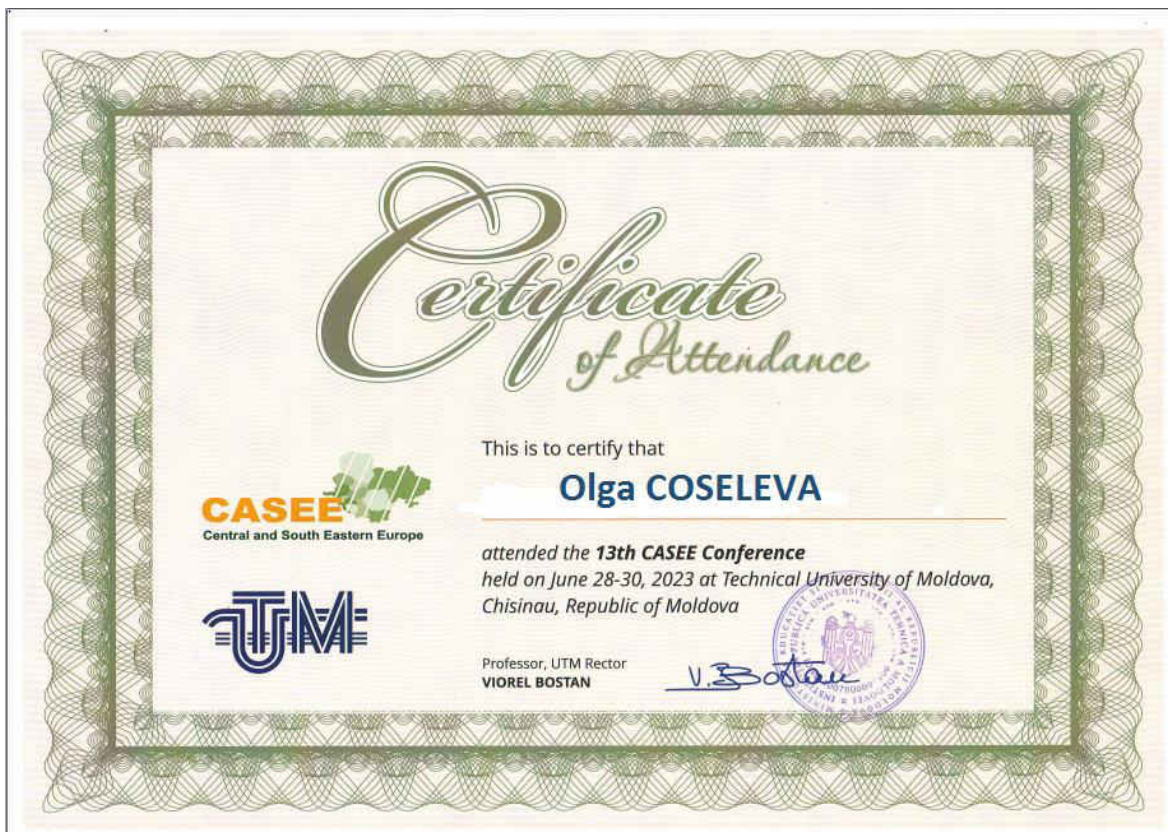 Certificate
of Attendance
This is to certify that
Olga COSELEVA
CASEE
Central and South Eastern Europe
attended the 13th CASEE Conference
held on June 28-30, 2023 at Technical University of Moldova,
Chisinau, Republic of Moldova
UTM
Professor, UTM Rector
VIOREL BOSTAN
V. Bostan